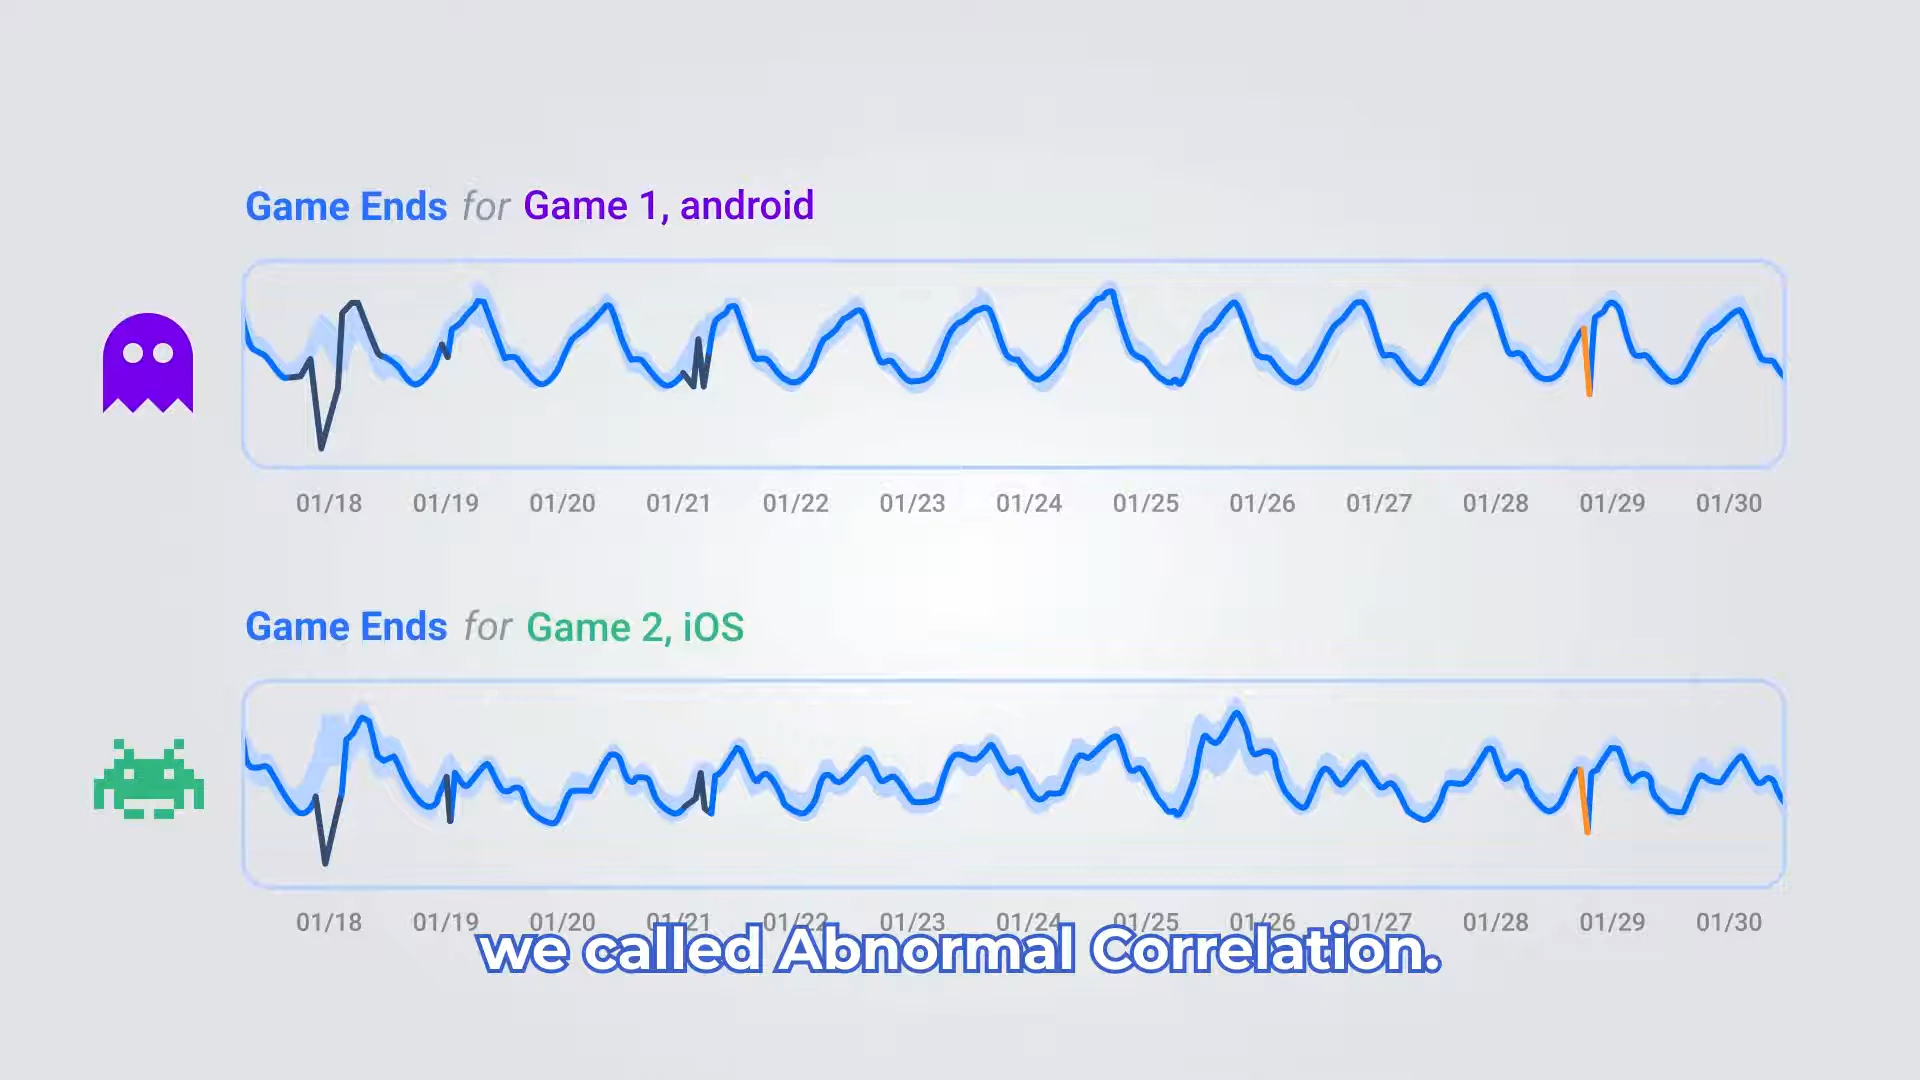 Game Ends for Game 1, android
01/18 01/19 01/20 01/21 01/22 01/23 01/24 01/25 01/26 01/27 01/28 01/29 01/30
Game Ends for Game 2, iOS
01/18 01/19 01/20 01/21 01/22 01/23 01/24 01/25 01/26 01/27 01/28 01/29 01/30
we called Abnormal Correlation.